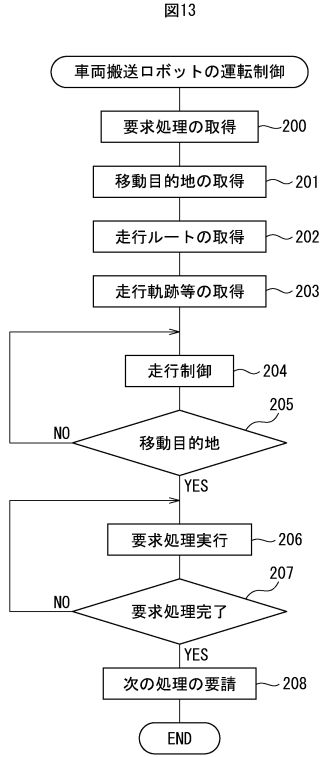 図13
車両搬送ロボットの運転制御
要求処理の取得
200
移動目的地の取得
201
走行ルートの取得
202
走行軌跡等の取得
203
走行制御
204
205
移動目的地
NO
YES
要求処理実行
206
207
要求処理完了
NO
YES
次の処理の要請
208
END